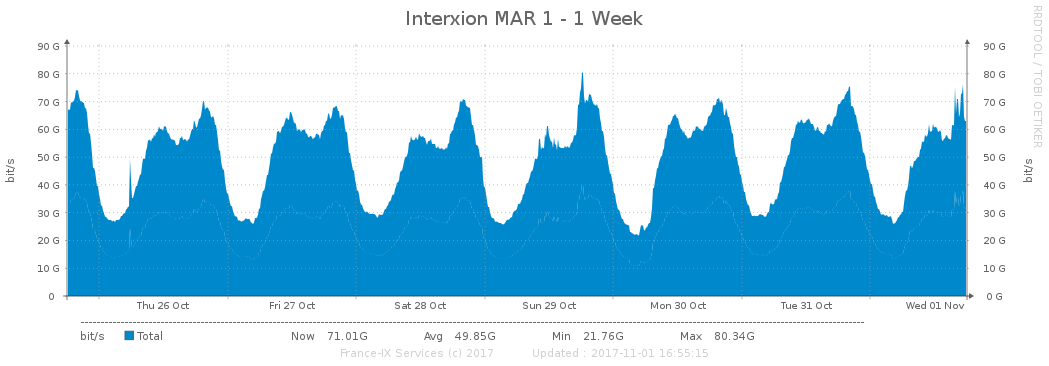 Interxion MAR 1 - 1 Week
RRDTOOL / TOBI OETIKER
90 G 90 G
80 G 80 G
70 G 70 G
60 G 60 G
50 G 50 G
40 G 40 G
30 G 30 G
20 G 20 G
10 G 10 G
0 0 G
bit/s bit/s
Thu 26 Oct Fri 27 Oct Sat 28 Oct Sun 29 Oct Mon 30 Oct Tue 31 Oct Wed 01 Nov
bit/s Total Now 71.01G Avg 49.85G Min 21.76G Max 80.34G
France-IX Services (c) 2017 Updated : 2017-11-01 16:55:15